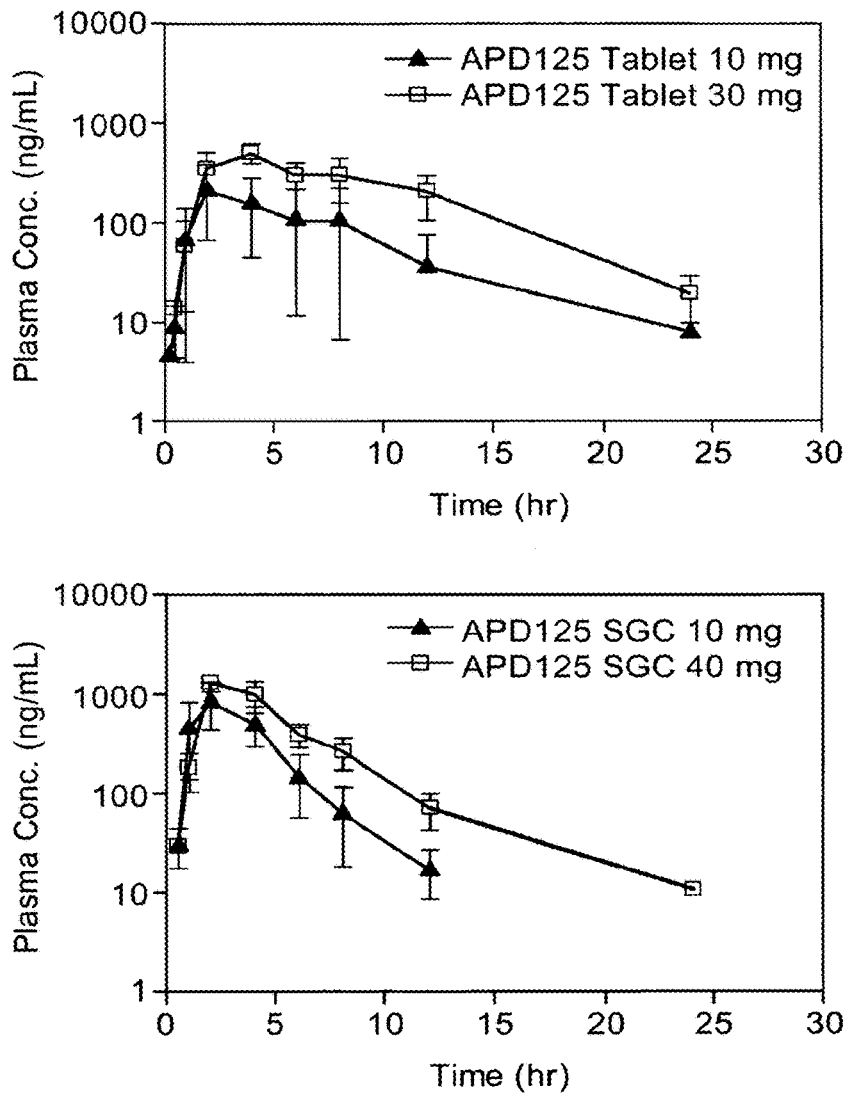 10000
1000
100
10
1
Plasma Conc. (ng/mL)
APD125 Tablet 10 mg
APD125 Tablet 30 mg
0 5 10 15 20 25 30
Time (hr)
10000
1000
100
10
1
Plasma Conc. (ng/mL)
APD125 SGC 10 mg
APD125 SGC 40 mg
0 5 10 15 20 25 30
Time (hr)